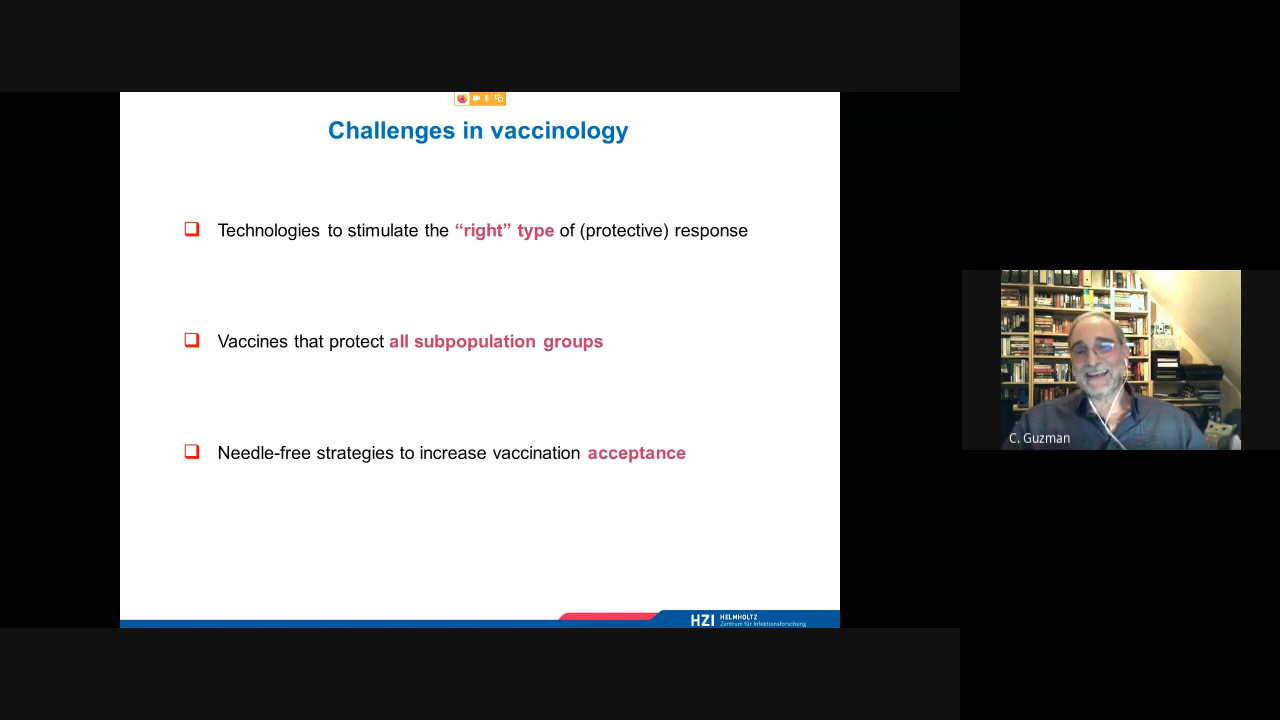 Challenges in vaccinology
Technologies to stimulate the “right” type of (protective) response
Vaccines that protect all subpopulation groups
Needle-free strategies to increase vaccination acceptance
HZI HELMHOLTZ
Zentrum für Infektionsforschung
C. Guzman